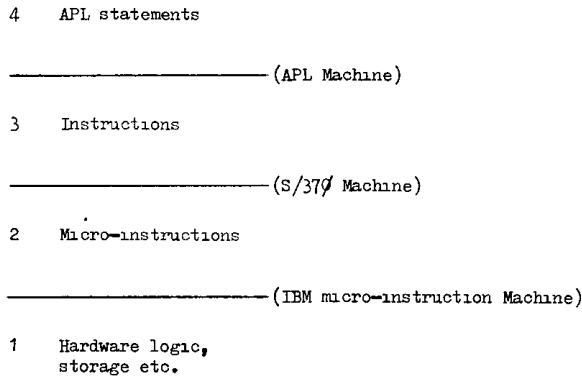 4 APL statements
(APL Machine)
3 Instructions
(S/370 Machine)
2 Micro-instructions
(IBM micro-instruction Machine)
1 Hardware logic,
storage etc.